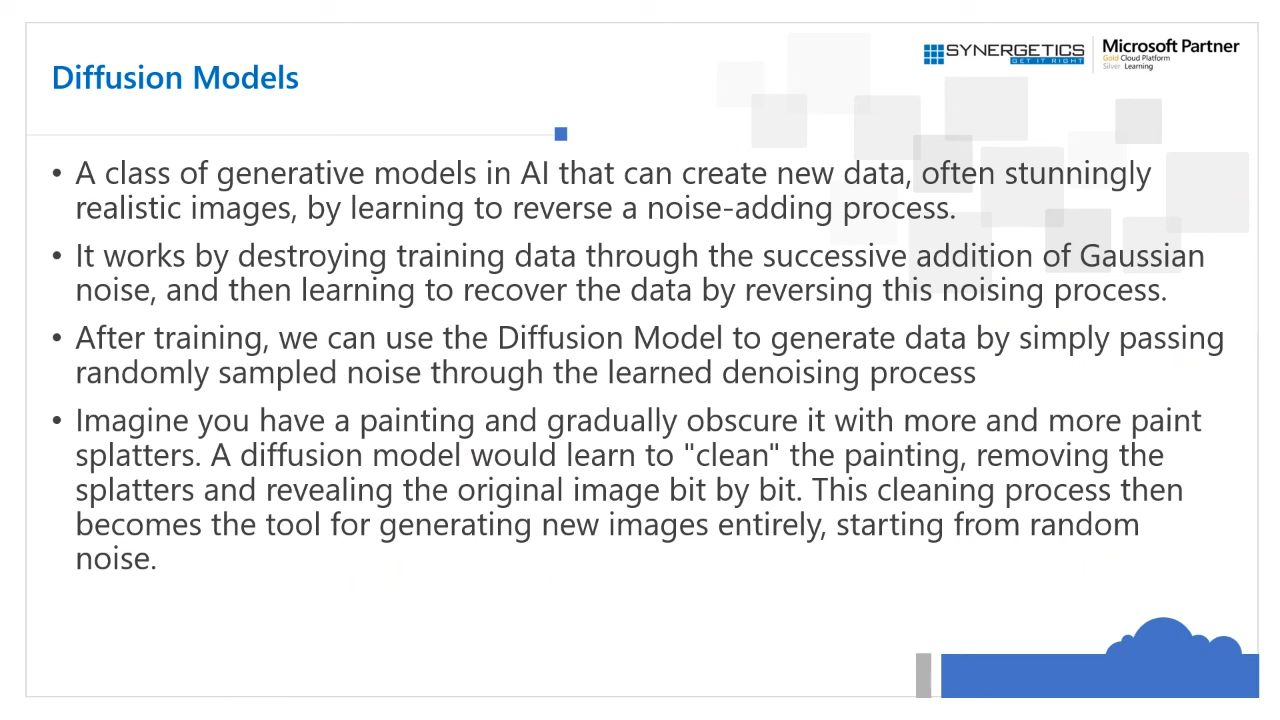 SYNERGETICS
GET IT RIGHT
Microsoft Partner
Gold Cloud Platform
Silver Learning
Diffusion Models
• A class of generative models in AI that can create new data, often stunningly
realistic images, by learning to reverse a noise-adding process.
• It works by destroying training data through the successive addition of Gaussian
noise, and then learning to recover the data by reversing this noising process.
• After training, we can use the Diffusion Model to generate data by simply passing
randomly sampled noise through the learned denoising process
• Imagine you have a painting and gradually obscure it with more and more paint
splatters. A diffusion model would learn to "clean" the painting, removing the
splatters and revealing the original image bit by bit. This cleaning process then
becomes the tool for generating new images entirely, starting from random
noise.